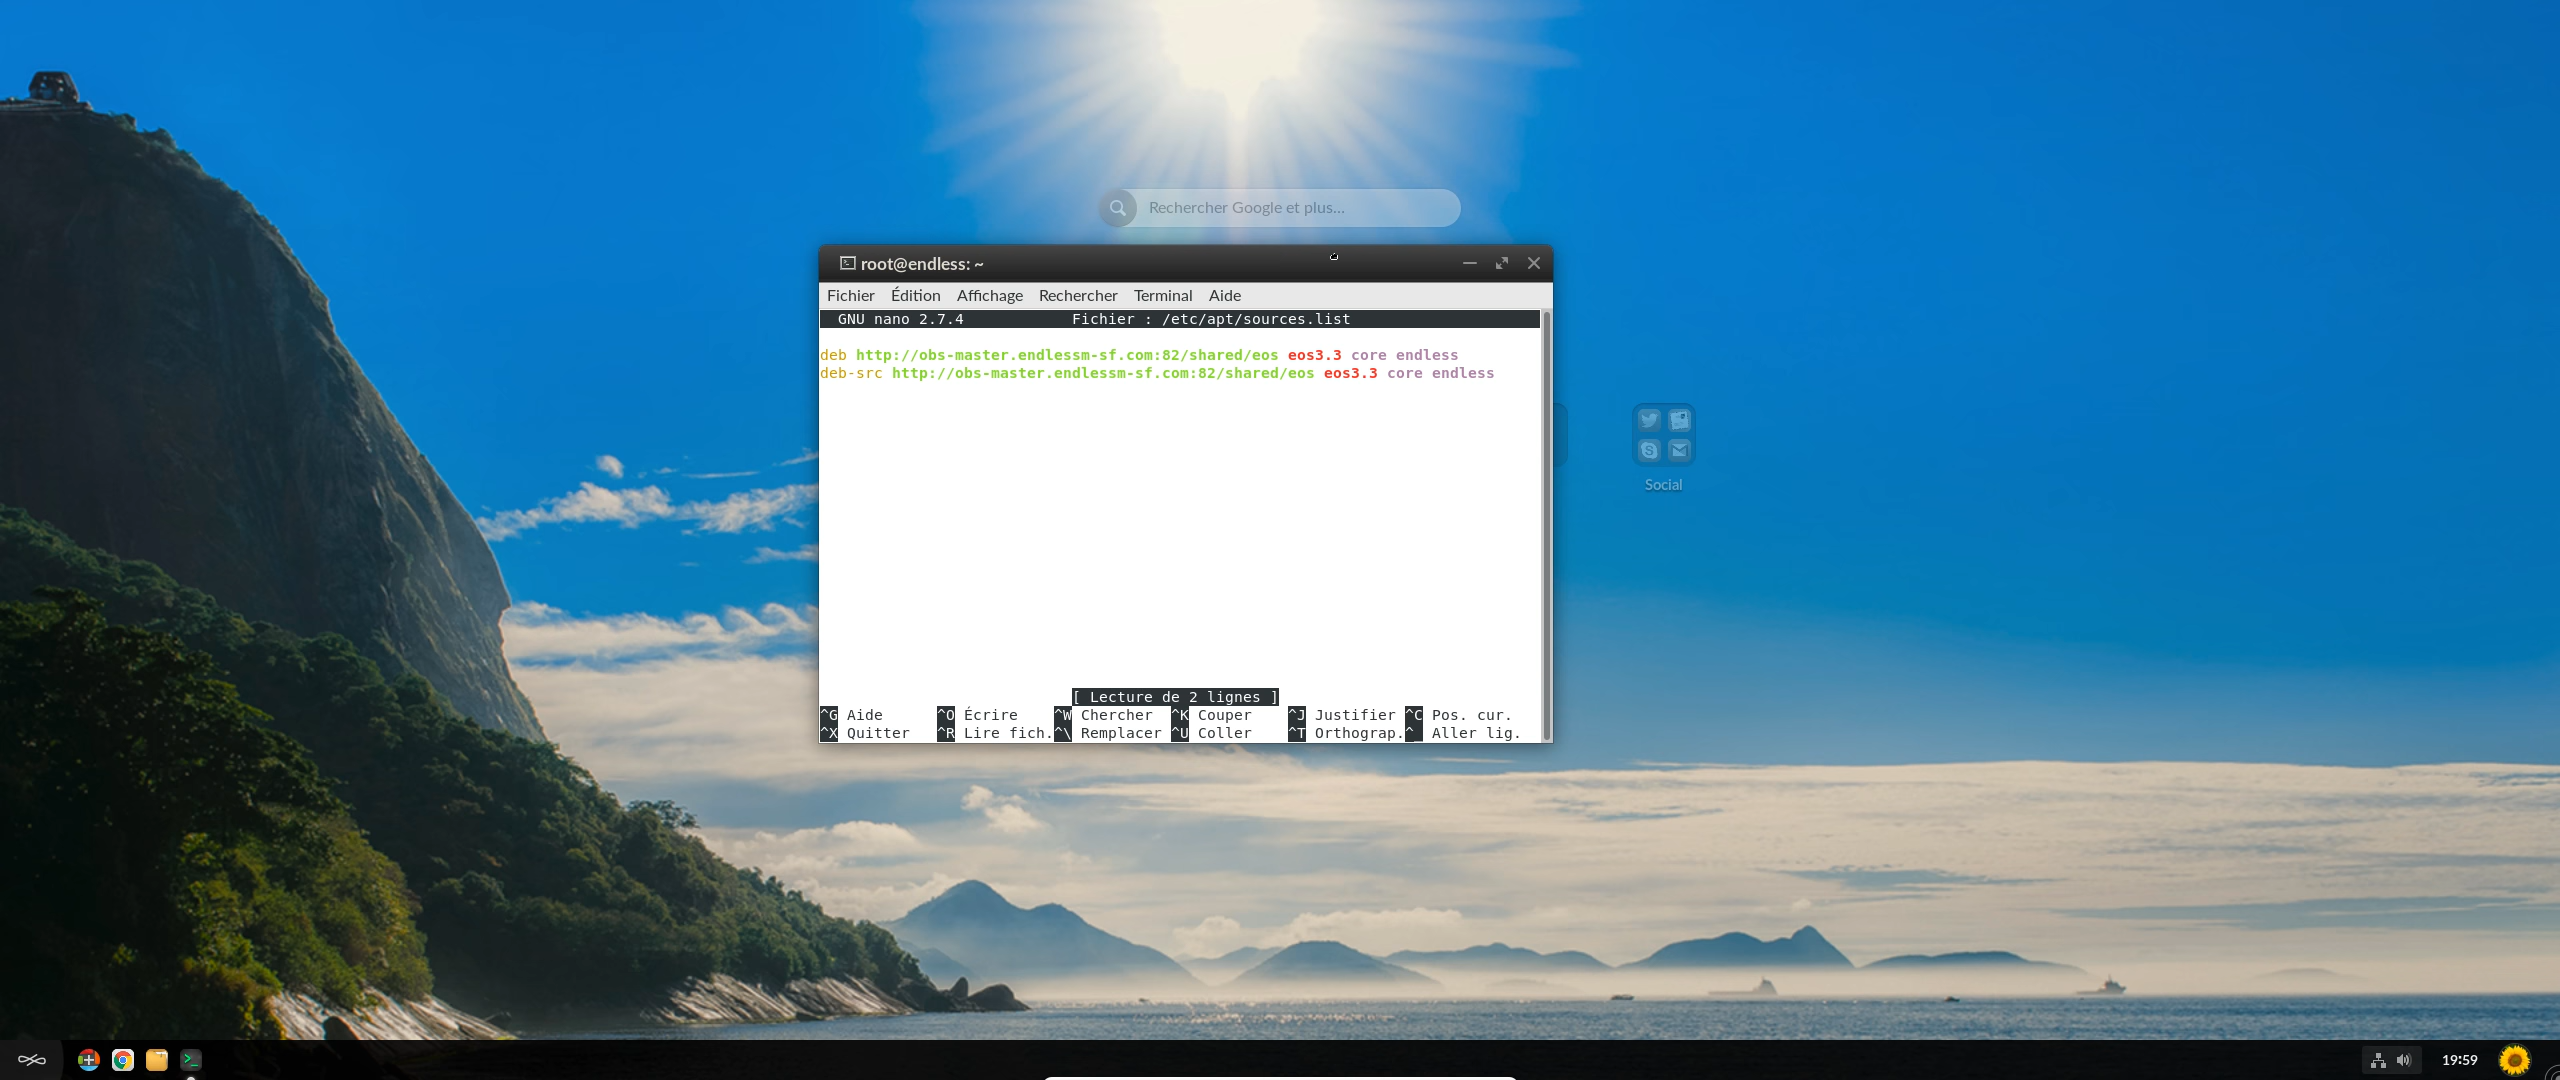 Rechercher Google et plus...
root@endless: ~
Fichier Édition Affichage Rechercher Terminal Aide
GNU nano 2.7.4 Fichier : /etc/apt/sources.list
deb http://obs-master.endlessm-sf.com:82/shared/eos eos3.3 core endless
deb-src http://obs-master.endlessm-sf.com:82/shared/eos eos3.3 core endless
Social
[ Lecture de 2 lignes ]
^G Aide ^O Écrire ^W Chercher ^K Couper ^J Justifier ^C Pos. cur.
^X Quitter ^R Lire fich.^\ Remplacer ^U Coller ^T Orthograp.^ Aller lig.
19:59